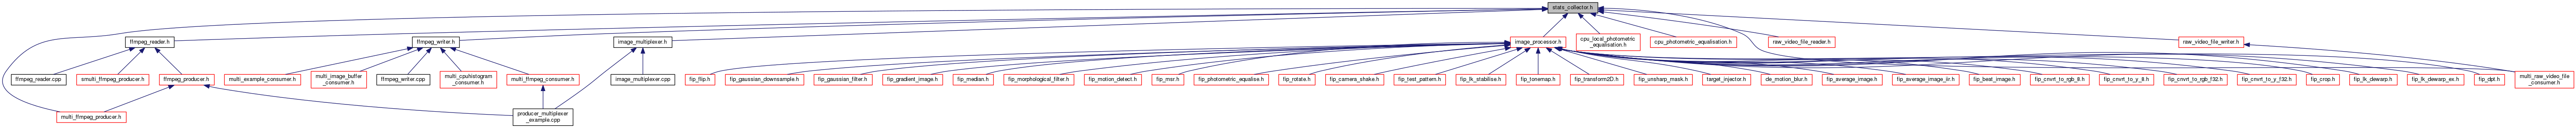 stats_collector.h
ffmpeg_reader.h
ffmpeg_writer.h
image_multiplexer.h
image_processor.h
cpu_local_photometric
_equalisation.h
cpu_photometric_equalisation.h
raw_video_file_reader.h
raw_video_file_writer.h
ffmpeg_reader.cpp
smulti_ffmpeg_producer.h
ffmpeg_producer.h
multi_example_consumer.h
multi_image_buffer
_consumer.h
ffmpeg_writer.cpp
multi_cpuhistogram
_consumer.h
multi_ffmpeg_consumer.h
image_multiplexer.cpp
fip_flip.h
fip_gaussian_downsample.h
fip_gaussian_filter.h
fip_gradient_image.h
fip_median.h
fip_morphological_filter.h
fip_motion_detect.h
fip_msr.h
fip_photometric_equalise.h
fip_rotate.h
fip_camera_shake.h
fip_test_pattern.h
fip_lk_stabilise.h
fip_tonemap.h
fip_transform2D.h
fip_unsharp_mask.h
target_injector.h
de_motion_blur.h
fip_average_image.h
fip_average_image_iir.h
fip_best_image.h
fip_cnvrt_to_rgb_8.h
fip_cnvrt_to_y_8.h
fip_cnvrt_to_rgb_f32.h
fip_cnvrt_to_y_f32.h
fip_crop.h
fip_lk_dewarp.h
fip_lk_dewarp_ex.h
fip_dpt.h
multi_raw_video_file
_consumer.h
multi_ffmpeg_producer.h
producer_multiplexer
_example.cpp